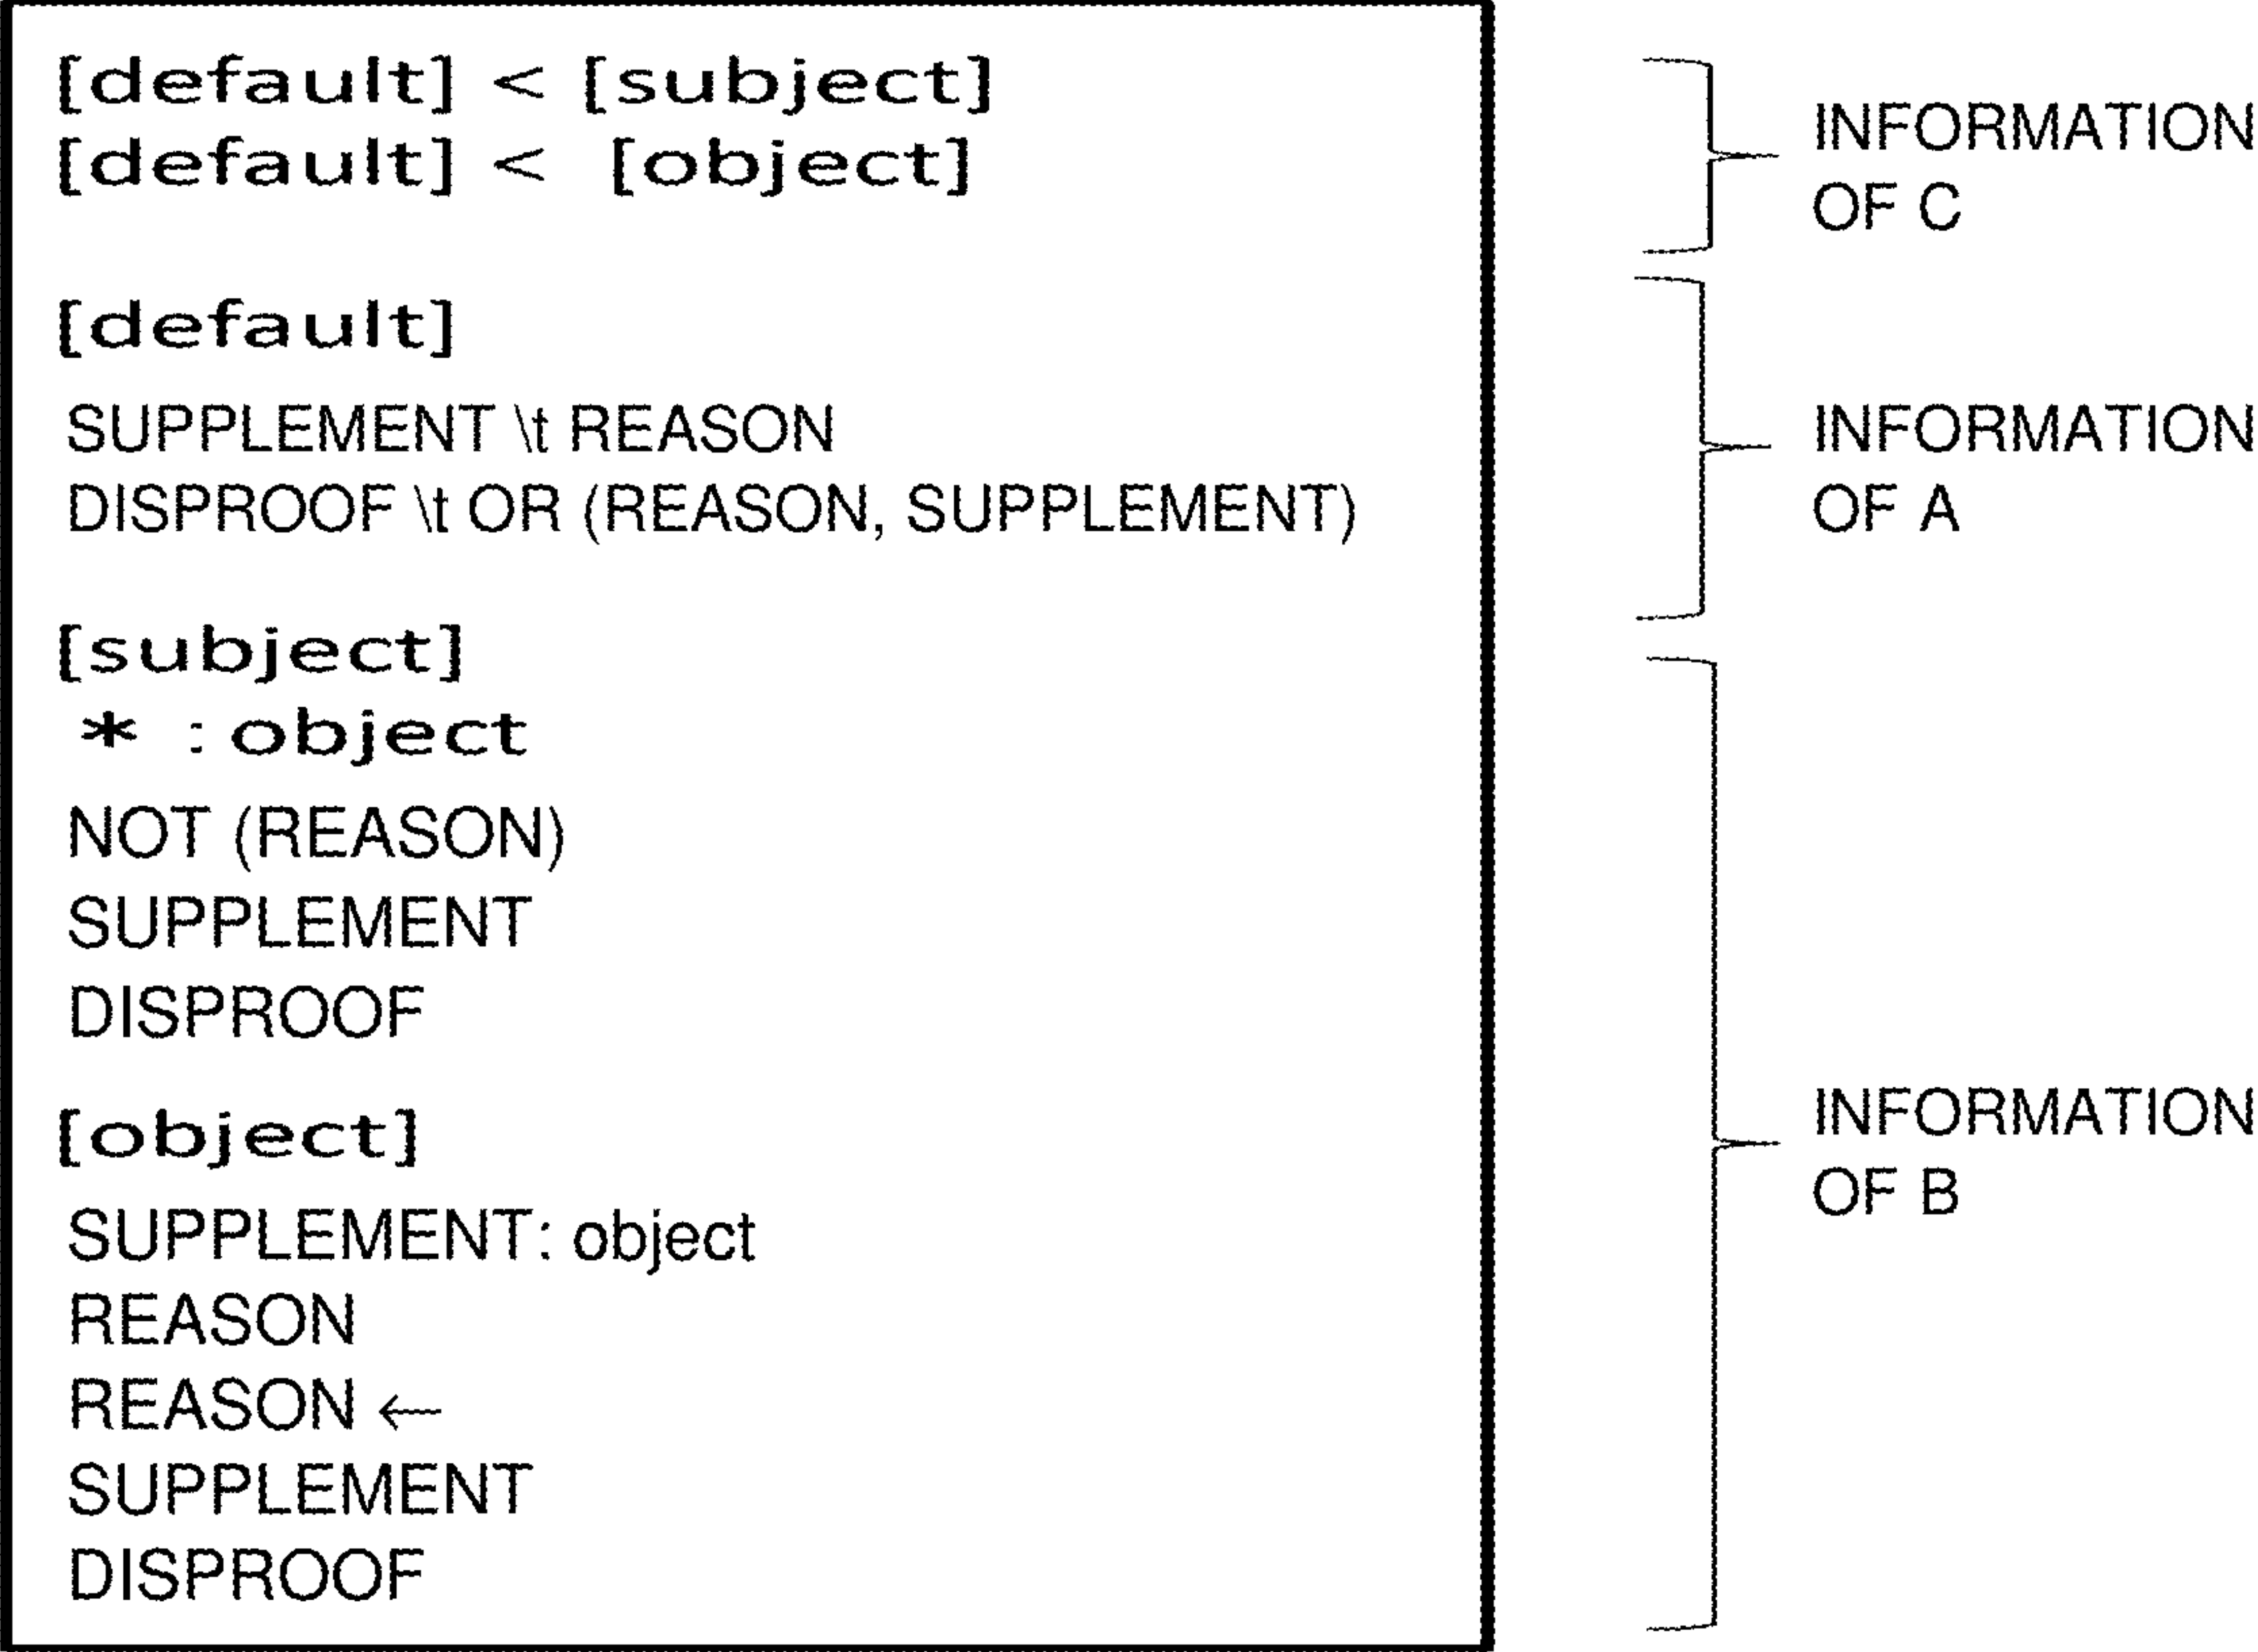 [default] < [subject]
[default] < [object]
INFORMATION
OF C
[default]
SUPPLEMENT \t REASON
DISPROOF \t OR (REASON, SUPPLEMENT)
INFORMATION
OF A
[subject]
* : object
NOT (REASON)
SUPPLEMENT
DISPROOF
[object]
SUPPLEMENT: object
REASON
REASON ←
SUPPLEMENT
DISPROOF
INFORMATION
OF B